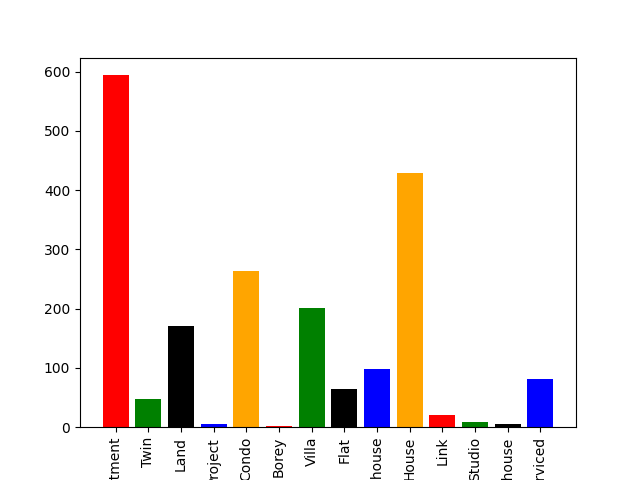 600
500
400
300
200
100
0
tment
Twin
Land
roject
Condo
Borey
Villa
Flat
house
House
Link
Studio
house
rviced